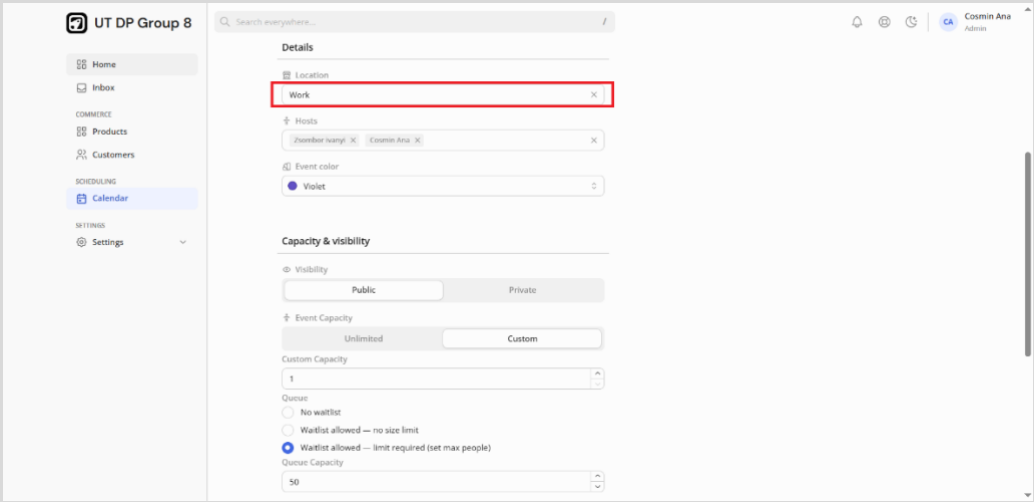 UT DP Group 8
Search everywhere...
/
CA
Cosmin Ana
Admin
Home
Inbox
COMMERCE
Products
Customers
SCHEDULING
Calendar
SETTINGS
Settings
Details
Location
Work
Hosts
Zsombor Ivanyi
Cosmin Ana
Event color
Violet
Capacity & visibility
Visibility
Public
Private
Event Capacity
Unlimited
Custom
Custom Capacity
1
Queue
No waitlist
Waitlist allowed — no size limit
Waitlist allowed — limit required (set max people)
Queue Capacity
50